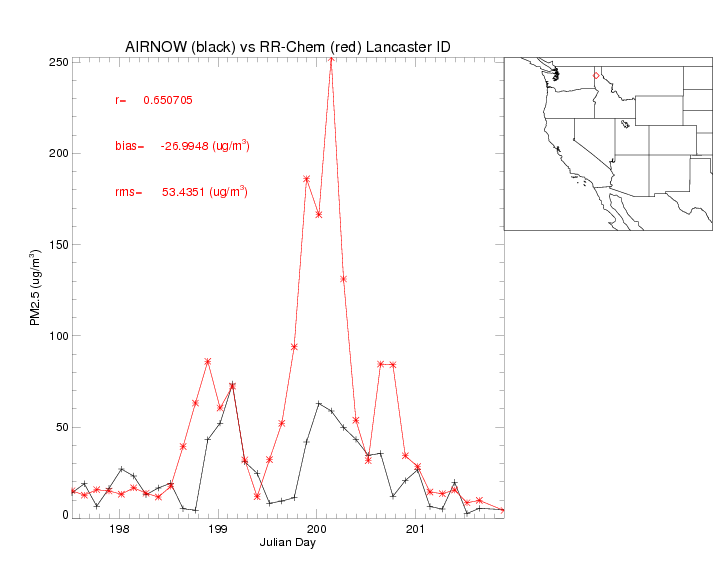 AIRNOW (black) vs RR-Chem (red) Lancaster ID
250
r= 0.650705
bias= -26.9948 (ug/m³)
200
rms= 53.4351 (ug/m³)
150
PM2.5 (ug/m³)
100
50
0
198 199 200 201
Julian Day